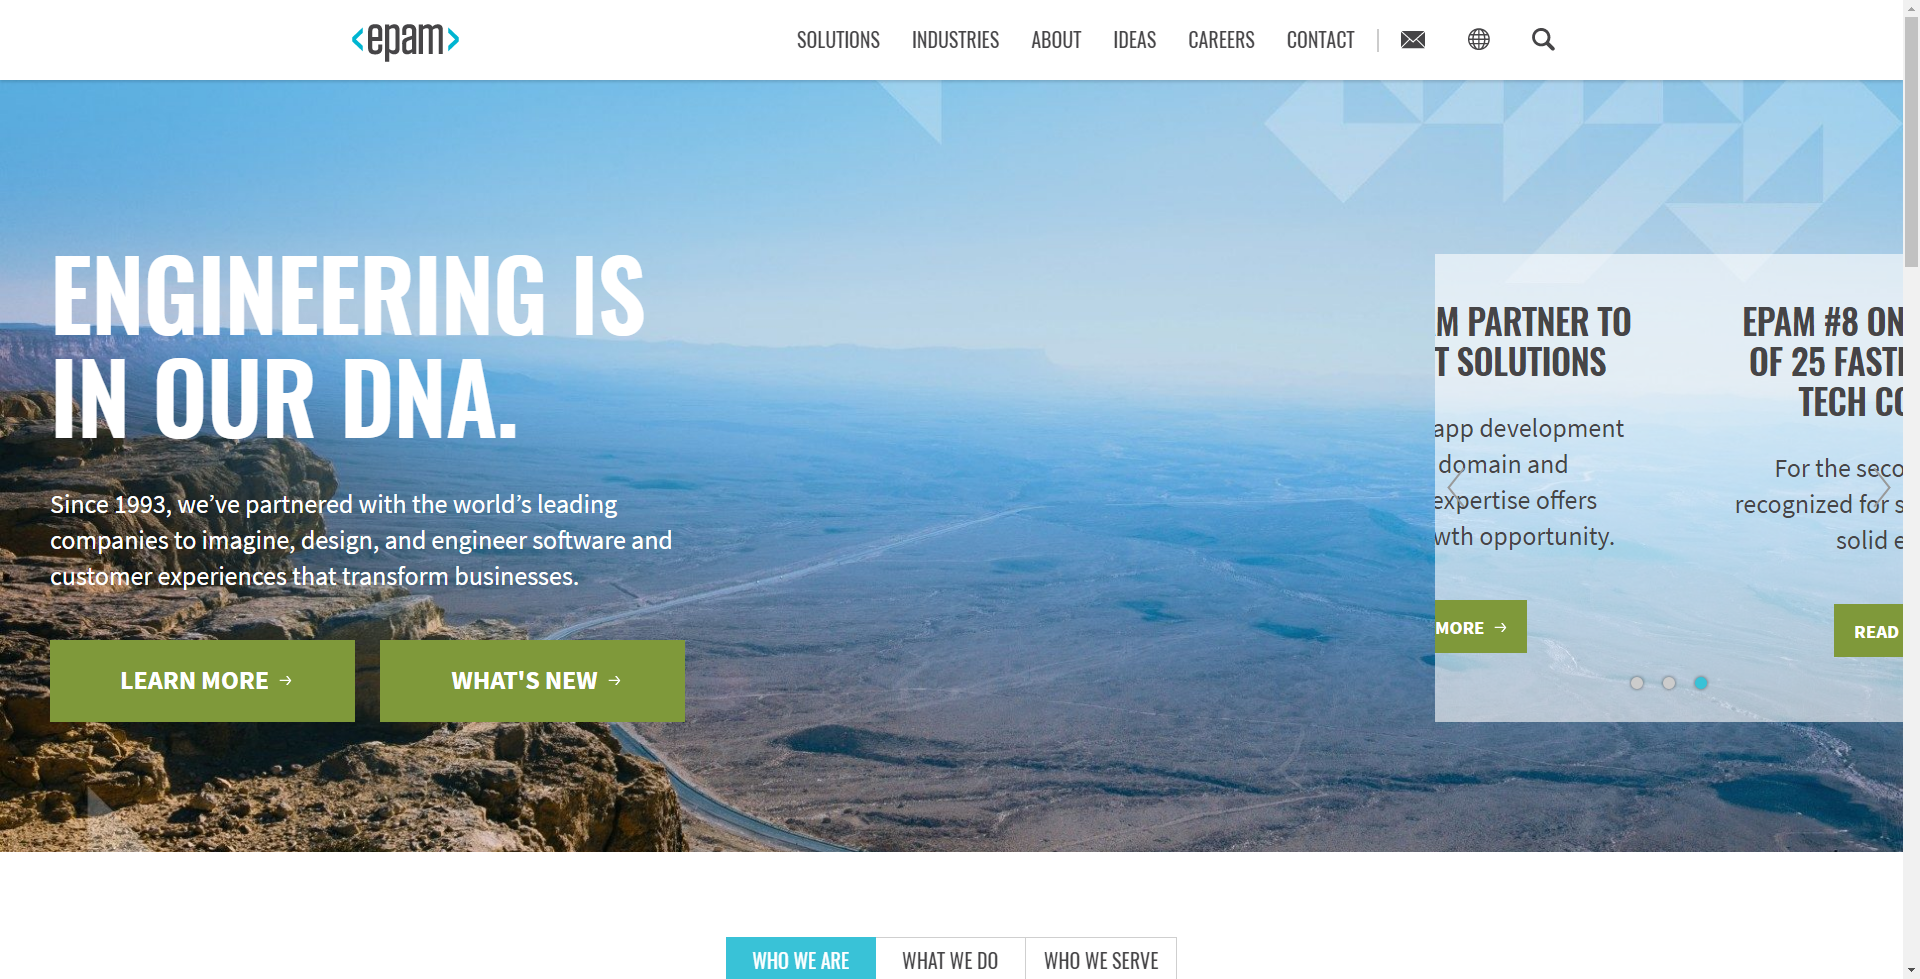 <epam>
SOLUTIONS INDUSTRIES ABOUT IDEAS CAREERS CONTACT
ENGINEERING IS
IN OUR DNA.
Since 1993, we’ve partnered with the world’s leading
companies to imagine, design, and engineer software and
customer experiences that transform businesses.
LEARN MORE →
WHAT'S NEW →
M PARTNER TO
T SOLUTIONS
app development
domain and
expertise offers
wth opportunity.
MORE →
EPAM #8 ON
OF 25 FAST
TECH CO
For the seco
recognized for s
solid e
READ
WHO WE ARE WHAT WE DO WHO WE SERVE